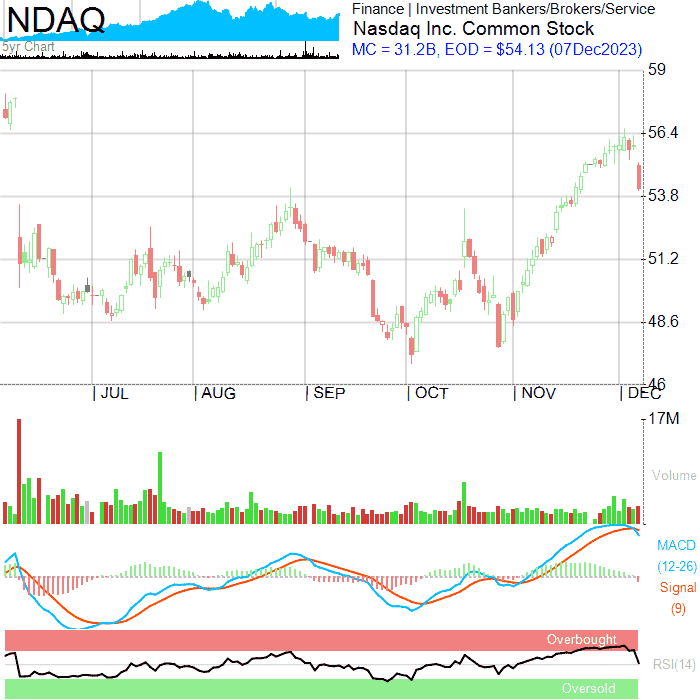 NDAQ
5yr Chart
Finance | Investment Bankers/Brokers/Service
Nasdaq Inc. Common Stock
MC = 31.2B, EOD = $54.13 (07Dec2023)
59
56.4
53.8
51.2
48.6
46
| JUL | AUG | SEP | OCT | NOV | DEC
17M
Volume
MACD
(12-26)
Signal
(9)
Overbought
RSI(14)
Oversold